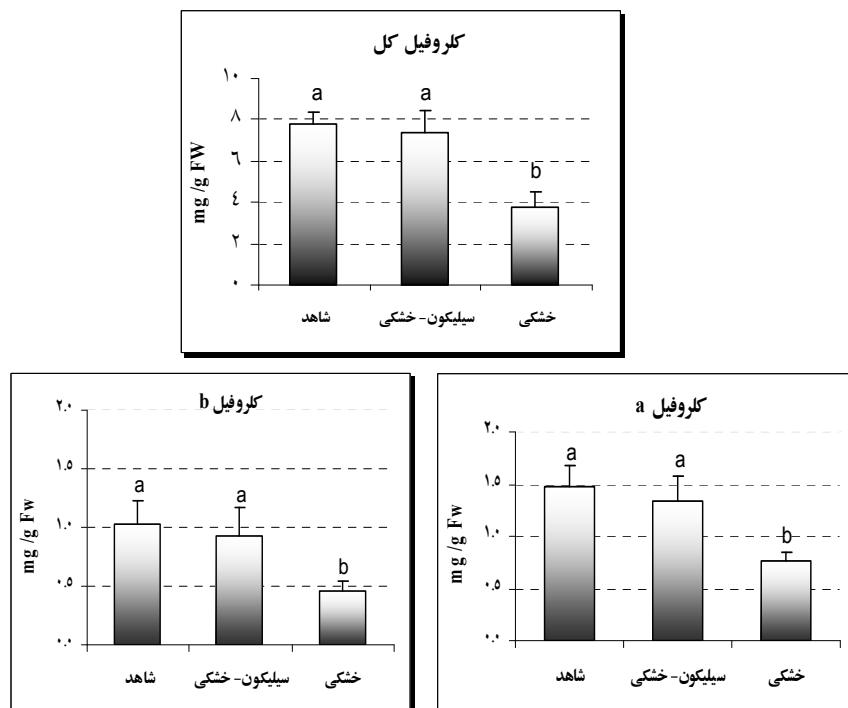 کلروفیل کل
mg /g FW
۱۰
۸
۶
٤
۲
۰
a
a
b
شاهد
سیلیکون- خشکی
خشکی
کلروفیل b
mg /g Fw
۲.۰
۱.۵
۱.۰
۰.۵
۰.۰
a
a
b
شاهد
سیلیکون- خشکی
خشکی
کلروفیل a
mg /g Fw
۲.۰
۱.۵
۱.۰
۰.۵
۰.۰
a
a
b
شاهد
سیلیکون- خشکی
خشکی